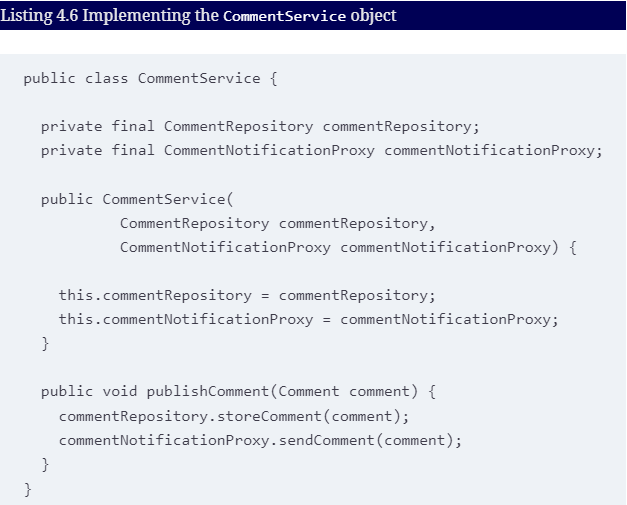 Listing 4.6 Implementing the CommentService object
public class CommentService {
private final CommentRepository commentRepository;
private final CommentNotificationProxy commentNotificationProxy;
public CommentService(
CommentRepository commentRepository,
CommentNotificationProxy commentNotificationProxy) {
this.commentRepository = commentRepository;
this.commentNotificationProxy = commentNotificationProxy;
}
public void publishComment(Comment comment) {
commentRepository.storeComment(comment);
commentNotificationProxy.sendComment(comment);
}
}